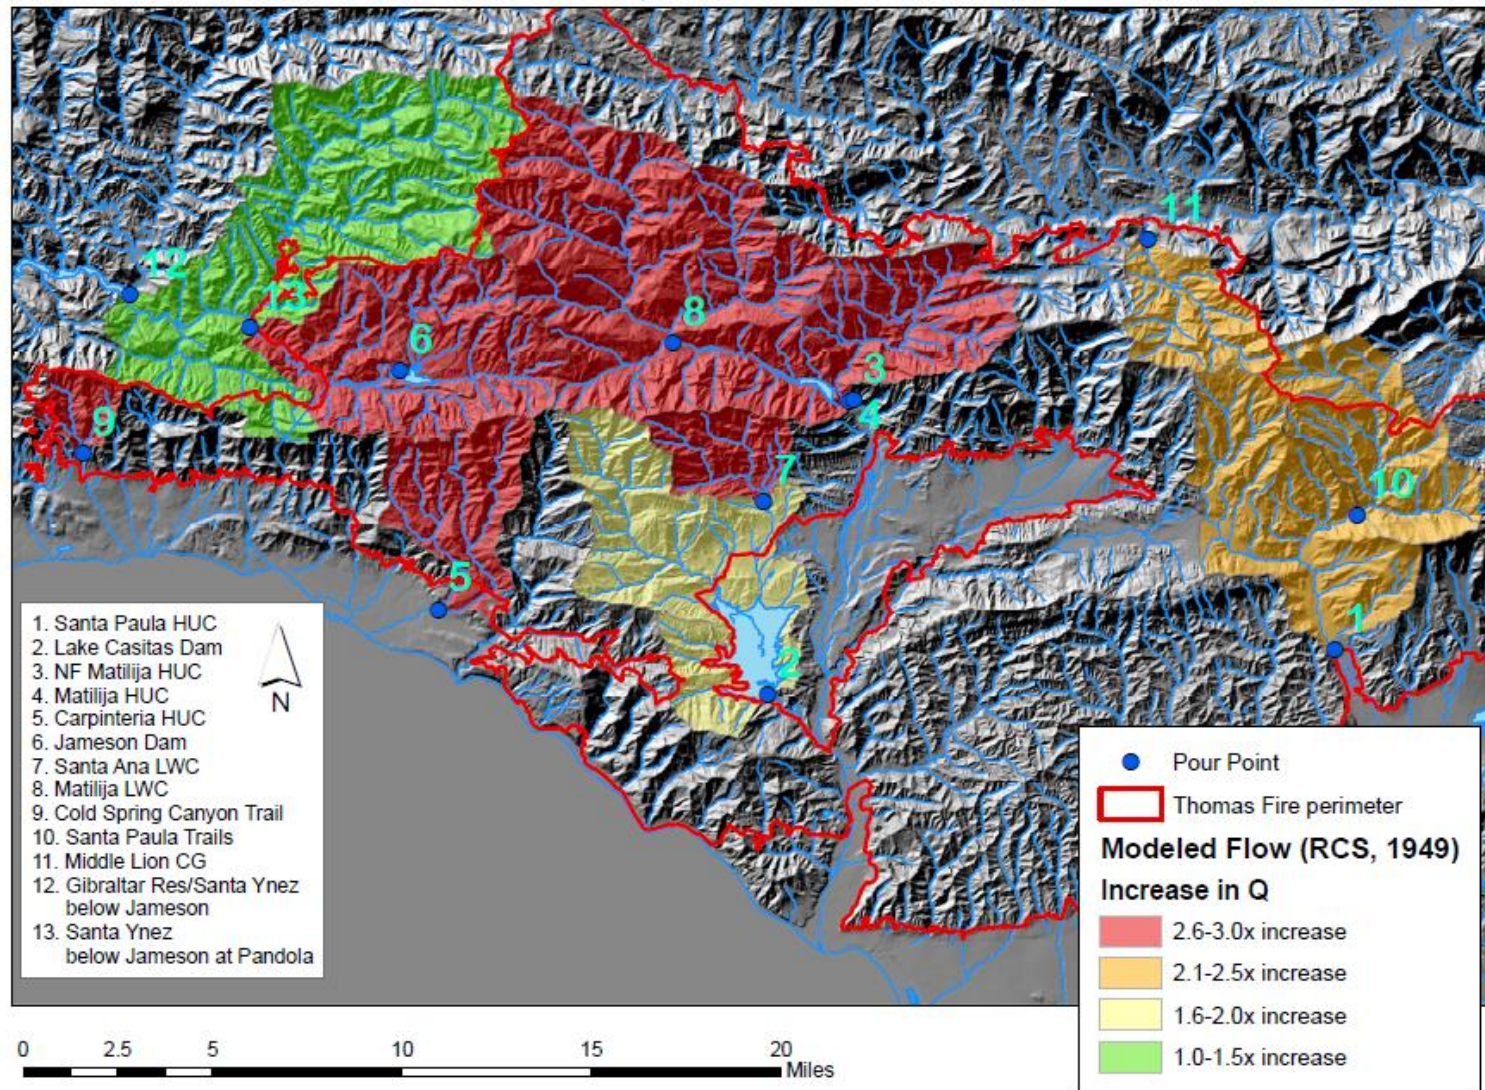 11
12
13
8
6
3
4
9
7
10
5
1
2
1. Santa Paula HUC
2. Lake Casitas Dam
3. NF Matilija HUC
4. Matilija HUC
5. Carpinteria HUC
6. Jameson Dam
7. Santa Ana LWC
8. Matilija LWC
9. Cold Spring Canyon Trail
10. Santa Paula Trails
11. Middle Lion CG
12. Gibraltar Res/Santa Ynez
below Jameson
13. Santa Ynez
below Jameson at Pandola
N
Pour Point
Thomas Fire perimeter
Modeled Flow (RCS, 1949)
Increase in Q
2.6-3.0x increase
2.1-2.5x increase
1.6-2.0x increase
1.0-1.5x increase
0 2.5 5 10 15 20
Miles